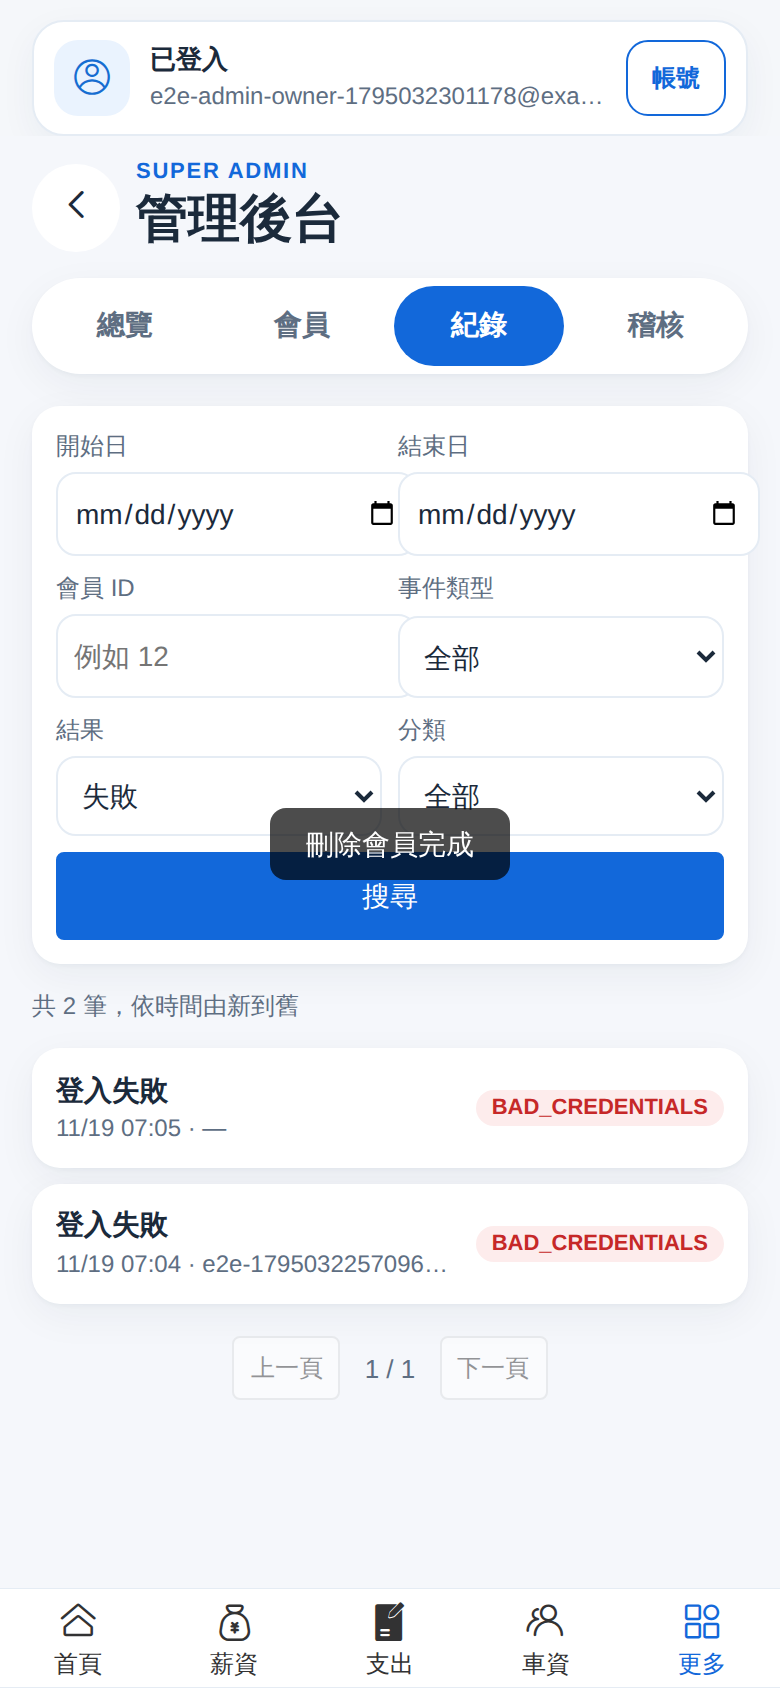 已登入
e2e-admin-owner-1795032301178@exa…
帳號
SUPER ADMIN
管理後台
總覽
會員
紀錄
稽核
開始日
結束日
mm/dd/yyyy
mm/dd/yyyy
會員 ID
事件類型
例如 12
全部
結果
分類
失敗
全部
刪除會員完成
搜尋
共 2 筆，依時間由新到舊
登入失敗
11/19 07:05 · —
BAD_CREDENTIALS
登入失敗
11/19 07:04 · e2e-1795032257096…
BAD_CREDENTIALS
上一頁
1 / 1
下一頁
首頁
薪資
支出
車資
更多